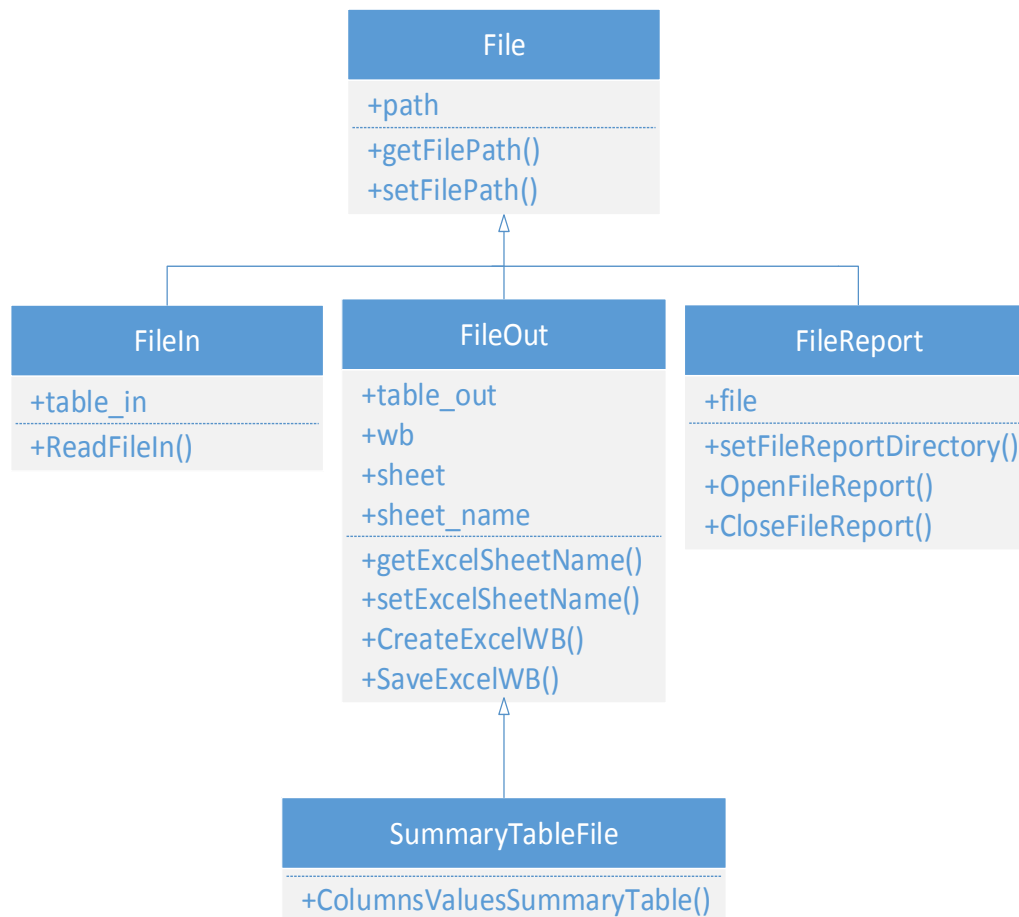 File
+path
+getFilePath()
+setFilePath()
FileIn
+table_in
+ReadFileIn()
FileOut
+table_out
+wb
+sheet
+sheet_name
+getExcelSheetName()
+setExcelSheetName()
+CreateExcelWB()
+SaveExcelWB()
FileReport
+file
+setFileReportDirectory()
+OpenFileReport()
+CloseFileReport()
SummaryTableFile
+ColumnsValuesSummaryTable()